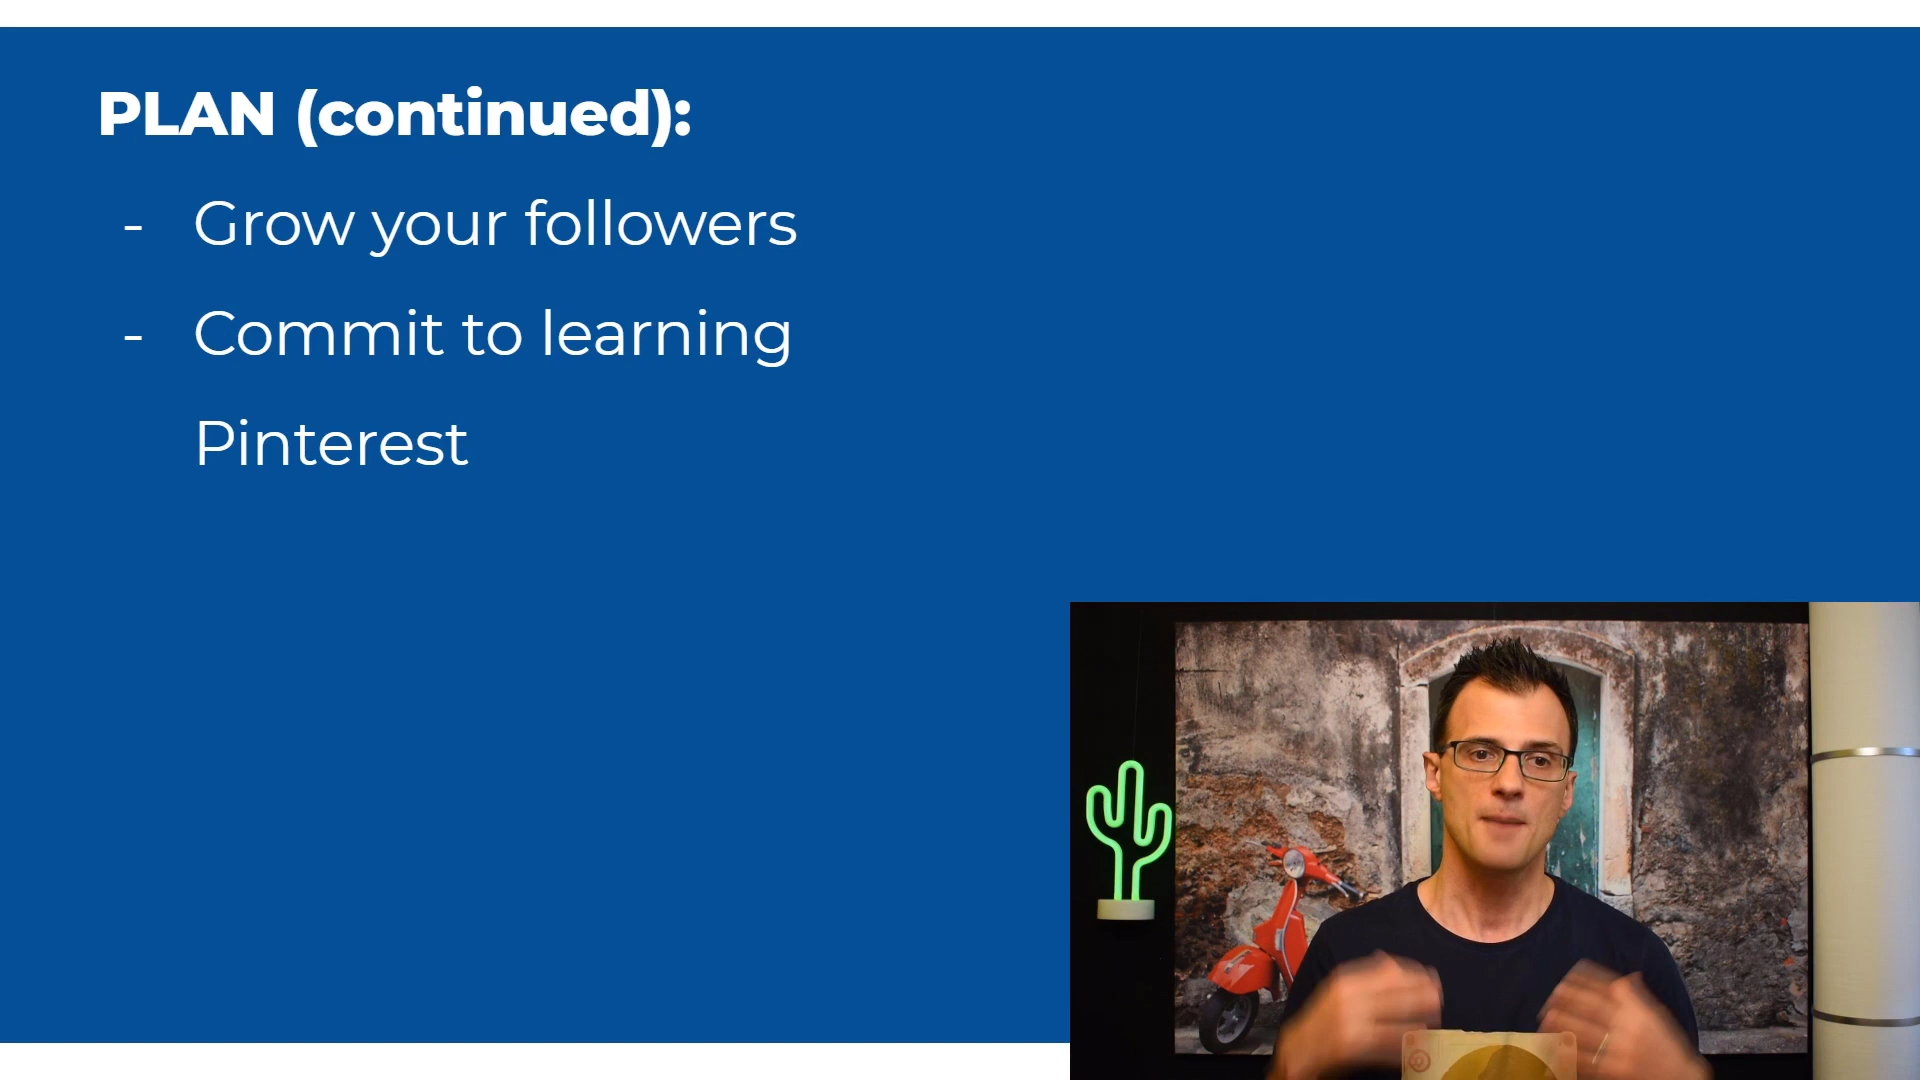 PLAN (continued):
- Grow your followers
- Commit to learning
Pinterest